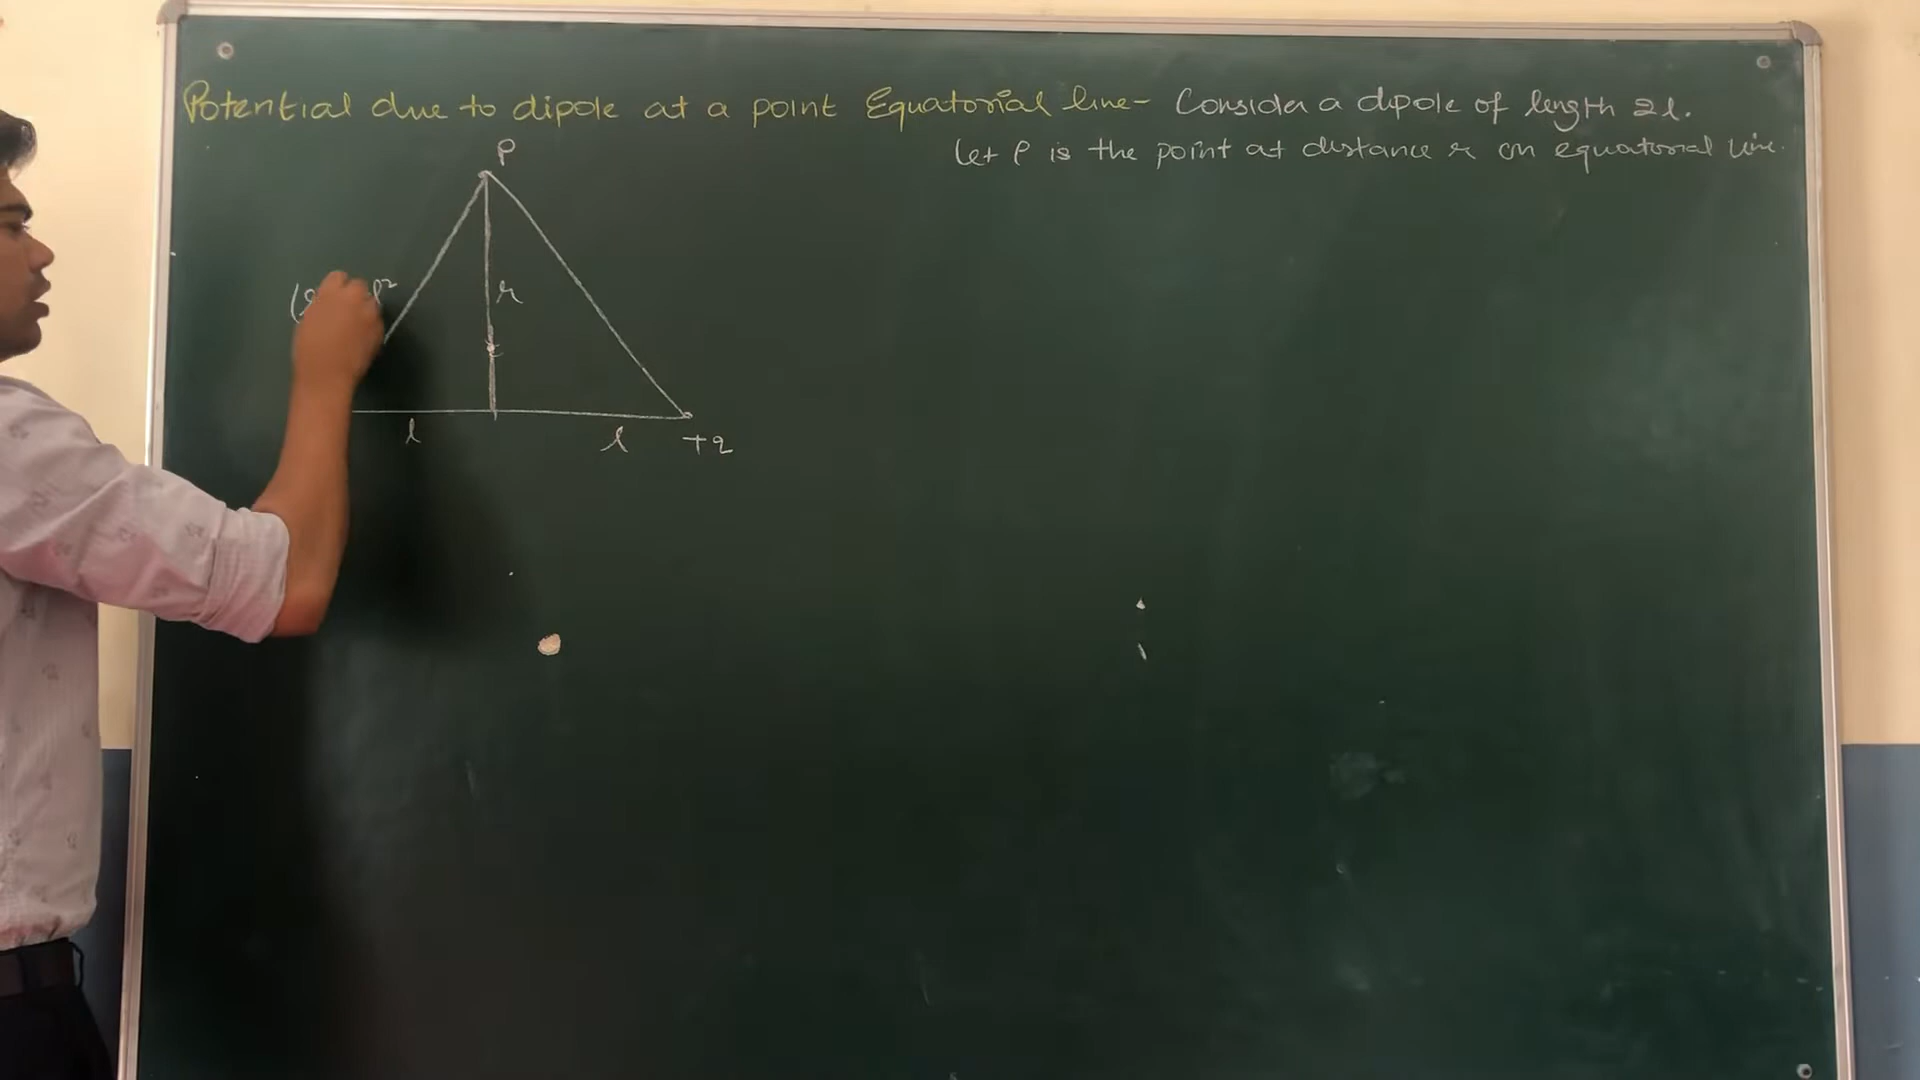 Potential due to dipole at a point Equatorial line- Consider a dipole of length 2l.
Let P is the point at distance r on equatorial line.
P
r
l
l
+q